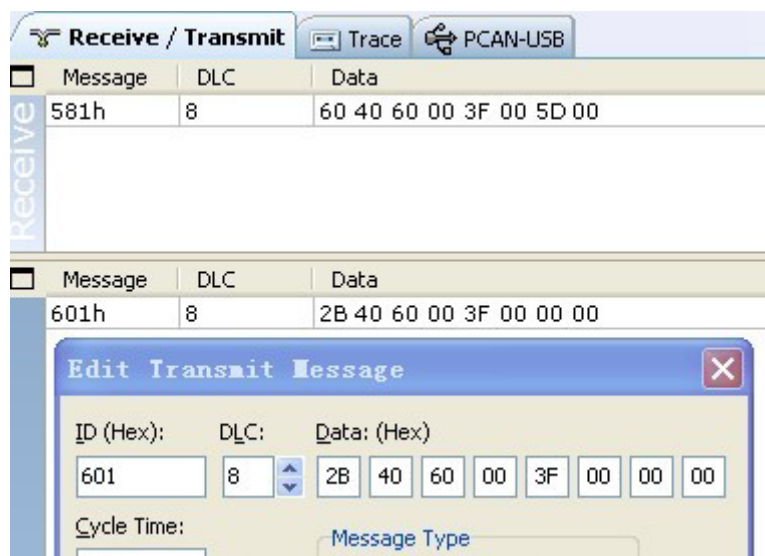 Receive / Transmit Trace PCAN-USB
Message DLC Data
581h 8 60 40 60 00 3F 00 5D 00
Receive
Message DLC Data
601h 8 2B 40 60 00 3F 00 00 00
Edit Transmit Message
ID (Hex): DLC: Data: (Hex)
601 8 2B 40 60 00 3F 00 00 00
Cycle Time:
Message Type